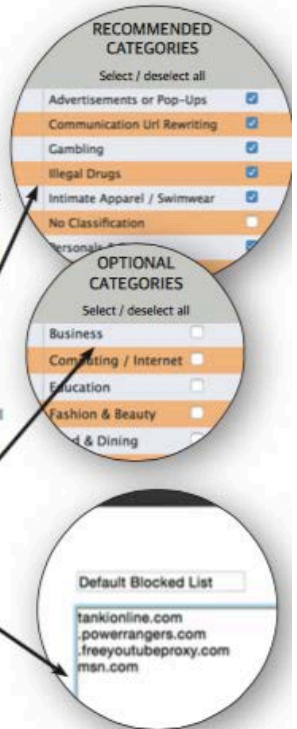 RECOMMENDED
CATEGORIES
Select / deselect all
Advertisements or Pop-Ups
Communication Url Rewriting
Gambling
Illegal Drugs
Intimate Apparel / Swimwear
No Classification
Personals
OPTIONAL
CATEGORIES
Select / deselect all
Business
Computing / Internet
Education
Fashion & Beauty
& Dining
Default Blocked List
tankionline.com
.powerrangers.com
.freeyoutubeproxy.com
msn.com